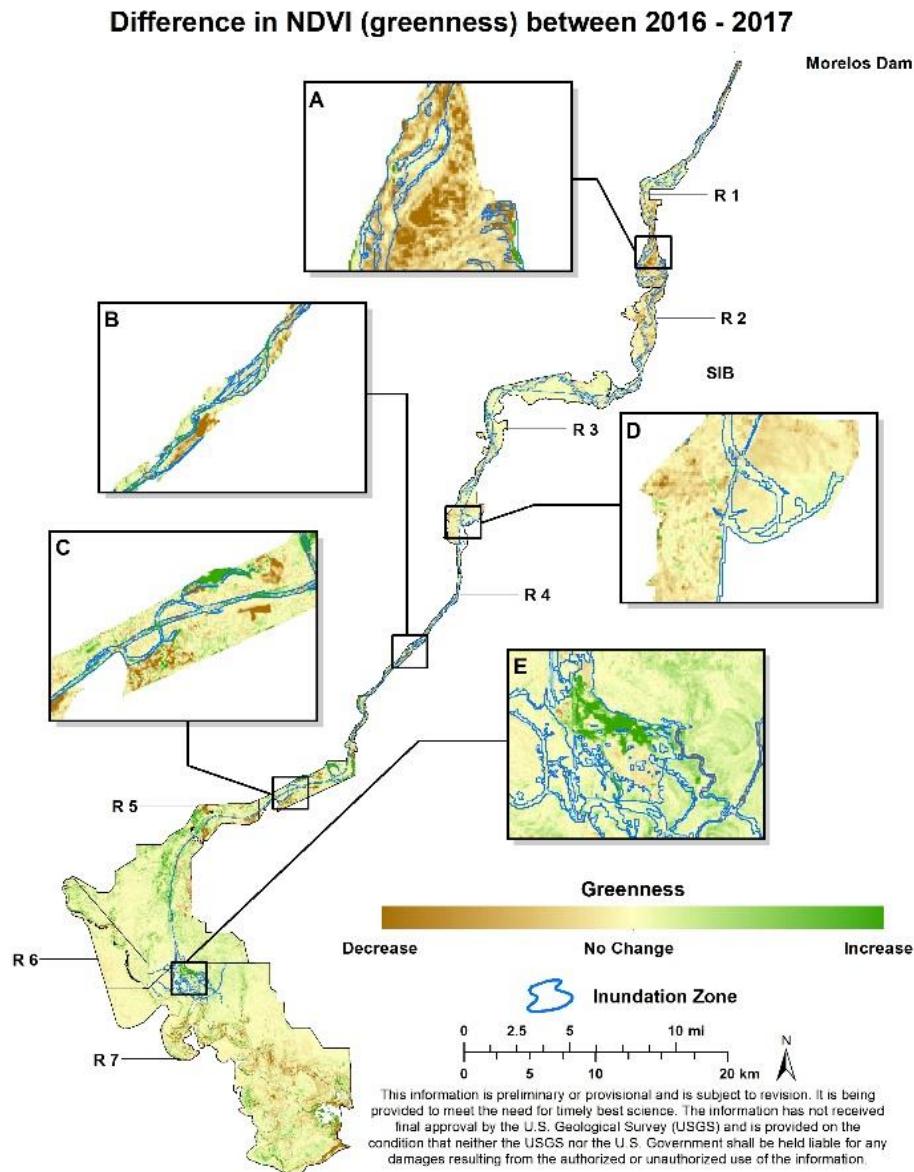 Difference in NDVI (greenness) between 2016 - 2017
Morelos Dam
A
R 1
B
R 2
SIB
R 3
D
C
R 4
E
R 5
Greenness
Decrease No Change Increase
R 6
Inundation Zone
0 2.5 5 10 mi
N
R 7
0 5 10 20 km
This information is preliminary or provisional and is subject to revision. It is being
provided to meet the need for timely best science. The information has not received
final approval by the U.S. Geological Survey (USGS) and is provided on the
condition that neither the USGS nor the U.S. Government shall be held liable for any
damages resulting from the authorized or unauthorized use of the information.